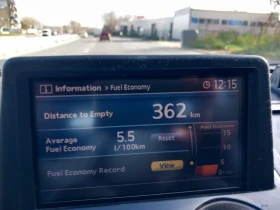 i Information > Fuel Economy 12:15
Distance to Empty 362 km
Average Fuel Economy 5.5 l/100km Reset
Fuel Economy Record View
Fuel Economy
15
10
5
0